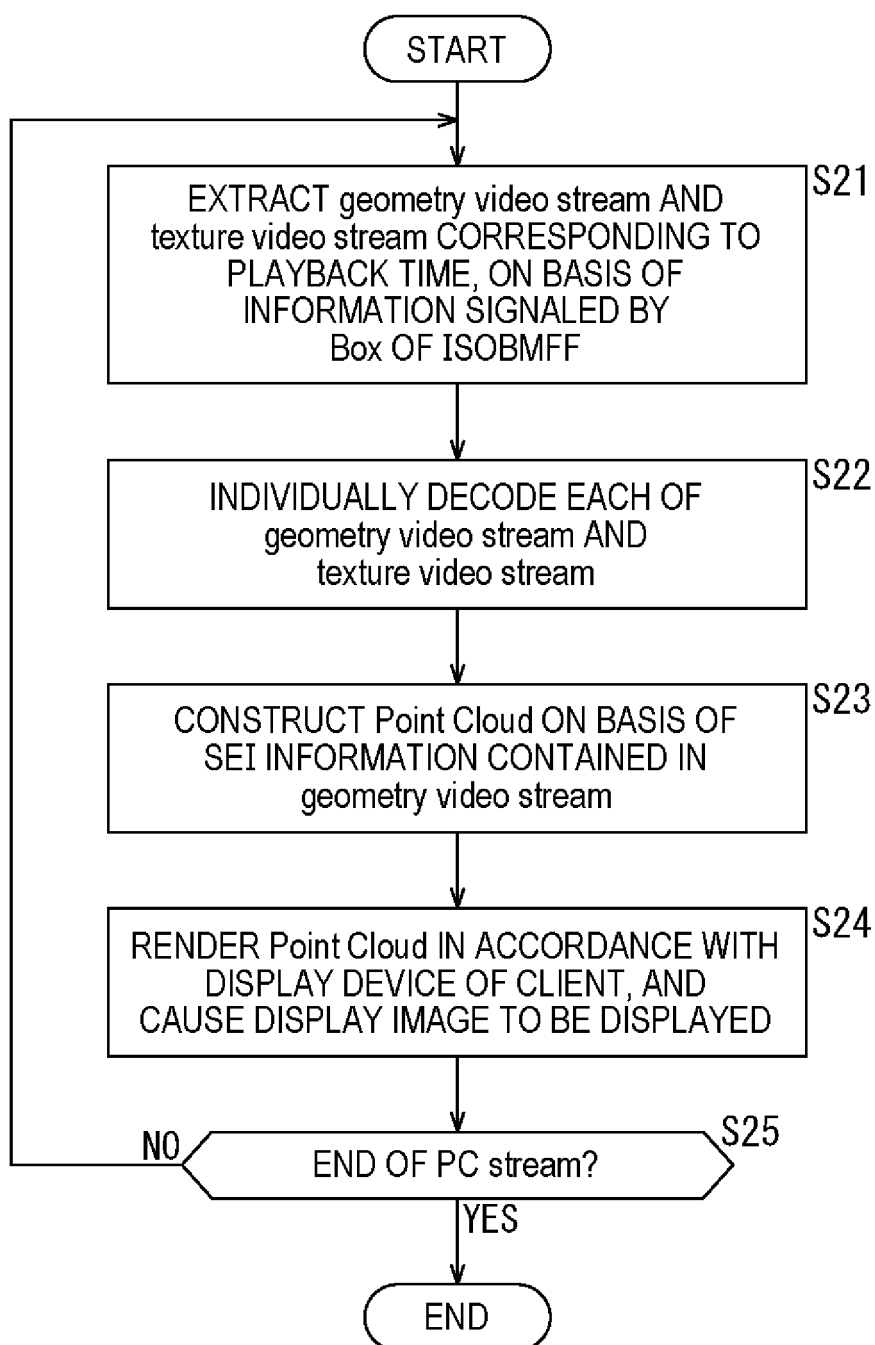 START
S21
EXTRACT geometry video stream AND
texture video stream CORRESPONDING TO
PLAYBACK TIME, ON BASIS OF
INFORMATION SIGNALED BY
Box OF ISOBMFF
S22
INDIVIDUALLY DECODE EACH OF
geometry video stream AND
texture video stream
S23
CONSTRUCT Point Cloud ON BASIS OF
SEI INFORMATION CONTAINED IN
geometry video stream
S24
RENDER Point Cloud IN ACCORDANCE WITH
DISPLAY DEVICE OF CLIENT, AND
CAUSE DISPLAY IMAGE TO BE DISPLAYED
S25
NO
END OF PC stream?
YES
END